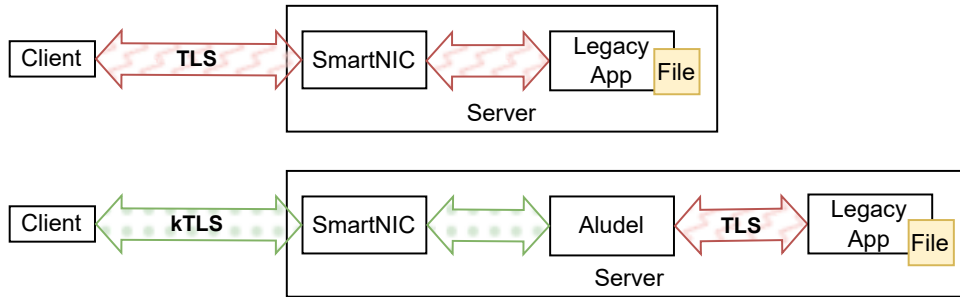 Client
TLS
SmartNIC
Legacy
App
File
Server
Client
kTLS
SmartNIC
Aludel
TLS
Legacy
App
File
Server